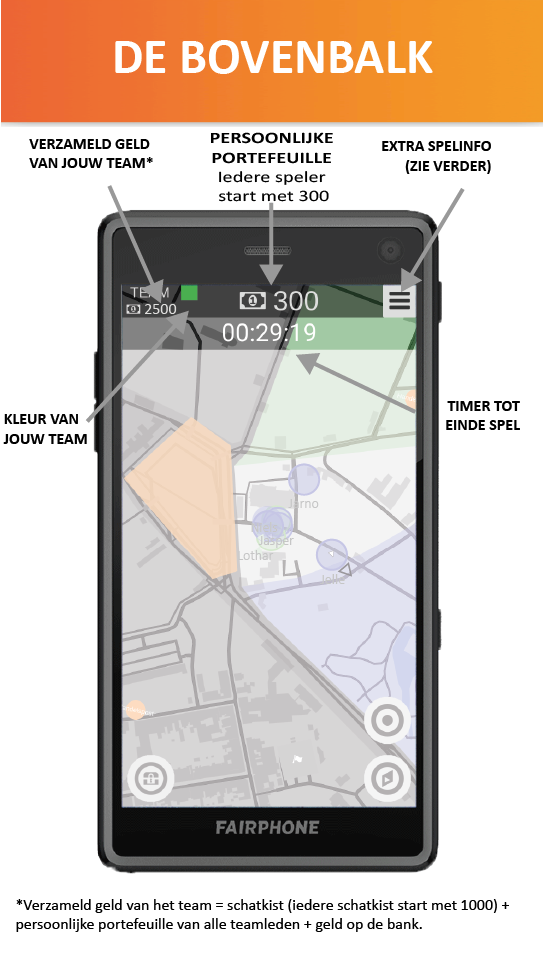 DE BOVENBALK
VERZAMELD GELD
VAN JOUW TEAM*
PERSOONLIJKE
PORTEFEUILLE
Iedere speler
start met 300
EXTRA SPELINFO
(ZIE VERDER)
TEAM
2500
300
00:29:19
KLEUR VAN
JOUW TEAM
TIMER TOT
EINDE SPEL
Jarno
Jasper
Lothar
Jelle
FAIRPHONE
*Verzameld geld van het team = schatkist (iedere schatkist start met 1000) +
persoonlijke portefeuille van alle teamleden + geld op de bank.